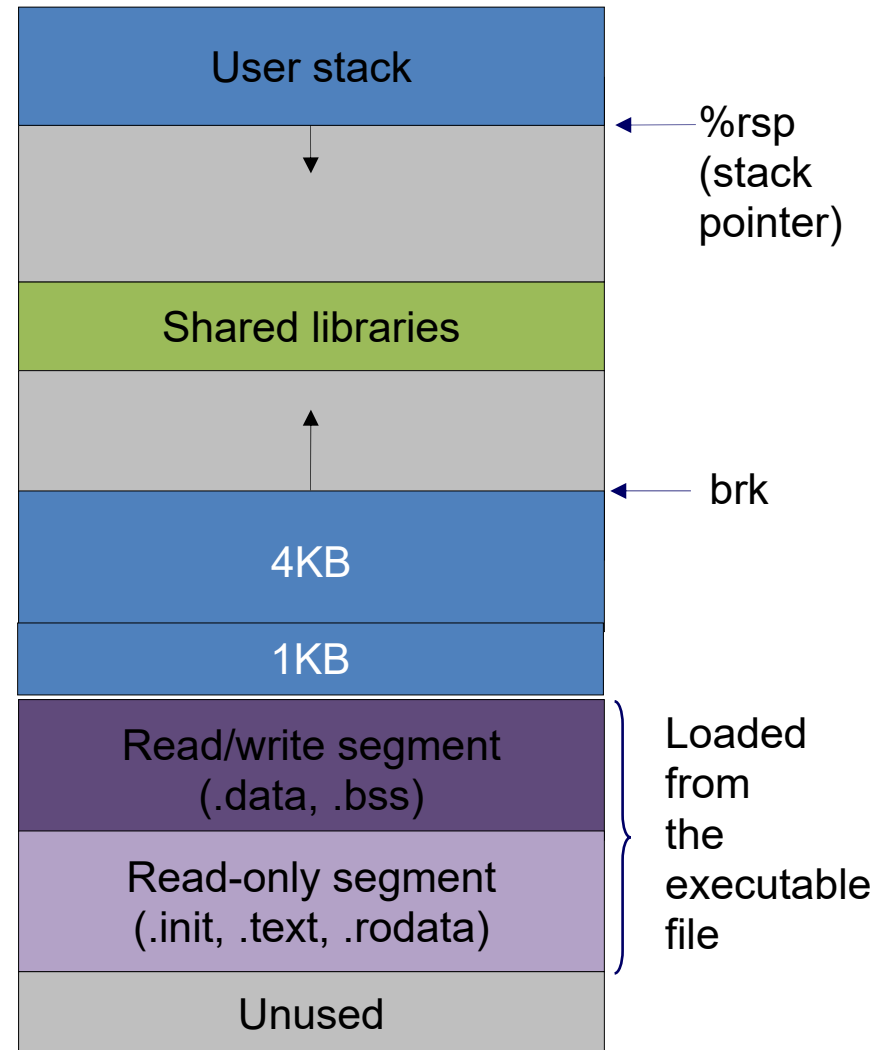 User stack
%rsp
(stack
pointer)
Shared libraries
brk
4KB
1KB
Read/write segment
(.data, .bss)
Read-only segment
(.init, .text, .rodata)
Loaded
from
the
executable
file
Unused